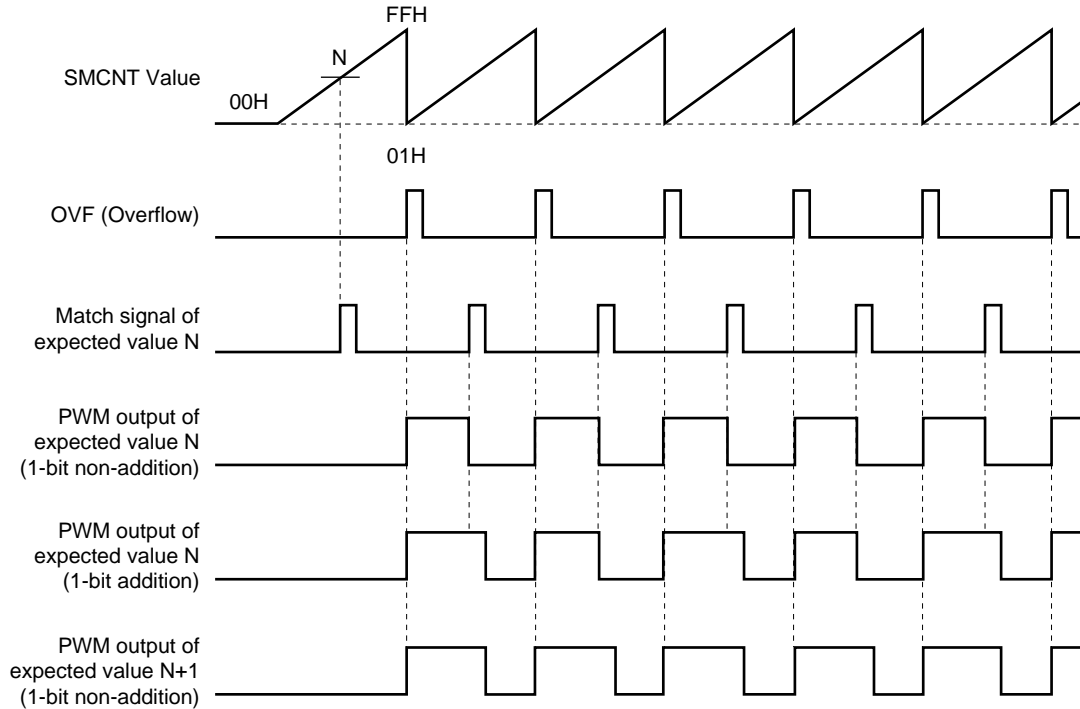 FFH
N
SMCNT Value
00H
01H
OVF (Overflow)
Match signal of
expected value N
PWM output of
expected value N
(1-bit non-addition)
PWM output of
expected value N
(1-bit addition)
PWM output of
expected value N+1
(1-bit non-addition)